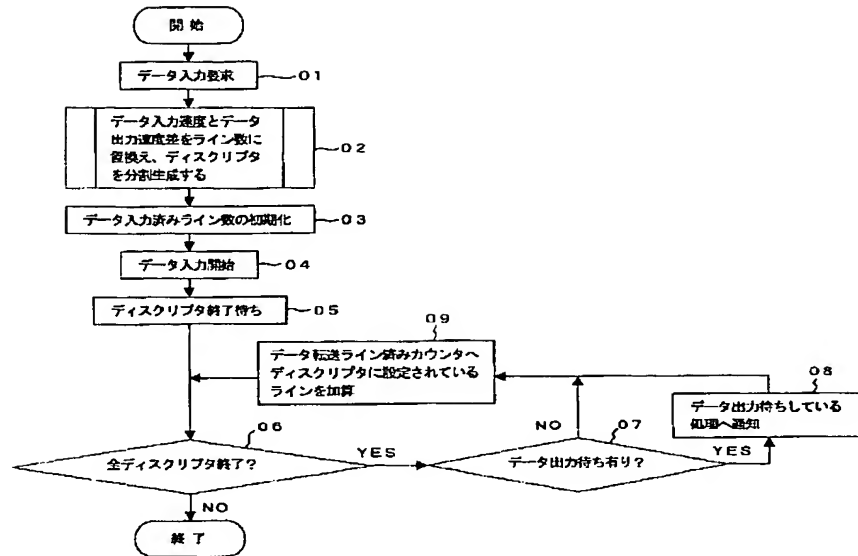 開始
データ入力要求
01
データ入力速度とデータ
出力速度差をライン数に
置換え、ディスクリプタ
を分割生成する
02
データ入力済みライン数の初期化
03
データ入力開始
04
ディスクリプタ終了待ち
05
09
データ転送ライン済みカウンタへ
ディスクリプタに設定されている
ラインを加算
08
データ出力待ちしている
処理へ通知
06
全ディスクリプタ終了?
YES
NO
07
データ出力待ち有り?
YES
NO
終了